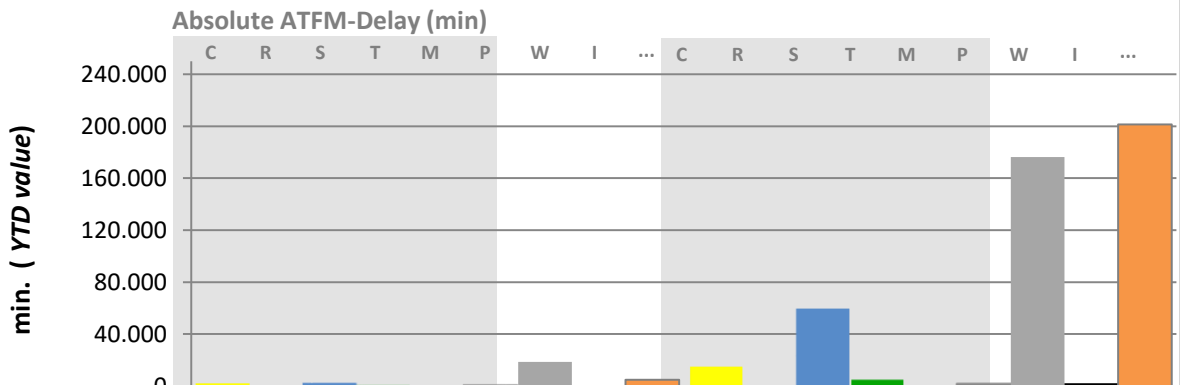 Absolute ATFM-Delay (min)
C R S T M P W I ... C R S T M P W I ...
240.000
200.000
160.000
120.000
80.000
40.000
0
min. ( YTD value)